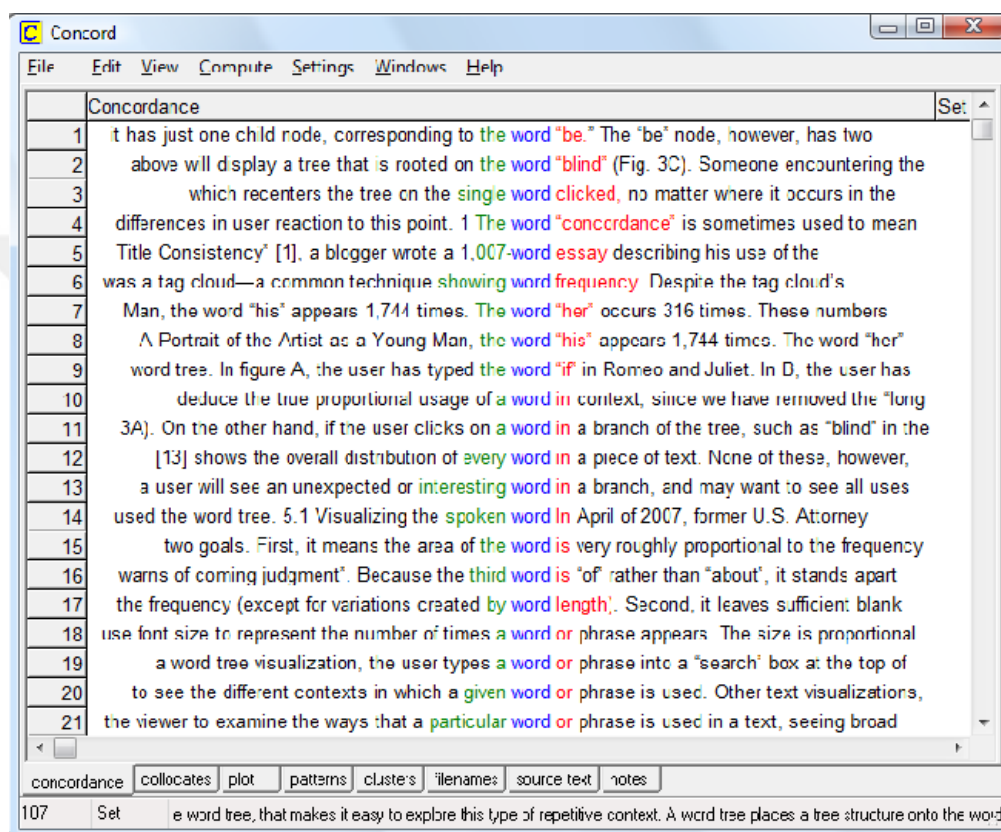 Concord
File Edit View Compute Settings Windows Help
Concordance Set
1 it has just one child node, corresponding to the word "be." The "be" node, however, has two
2 above will display a tree that is rooted on the word "blind" (Fig. 3C). Someone encountering the
3 which recenters the tree on the single word clicked, no matter where it occurs in the
4 differences in user reaction to this point. 1 The word "concordance" is sometimes used to mean
5 Title Consistency" [1], a blogger wrote a 1,007-word essay describing his use of the
6 was a tag cloud—a common technique showing word frequency. Despite the tag cloud's
7 Man, the word "his" appears 1,744 times. The word "her" occurs 316 times. These numbers
8 A Portrait of the Artist as a Young Man, the word "his" appears 1,744 times. The word "her"
9 word tree. In figure A, the user has typed the word "if" in Romeo and Juliet. In B, the user has
10 deduce the true proportional usage of a word in context, since we have removed the "long
11 3A). On the other hand, if the user clicks on a word in a branch of the tree, such as "blind" in the
12 [13] shows the overall distribution of every word in a piece of text. None of these, however,
13 a user will see an unexpected or interesting word in a branch, and may want to see all uses
14 used the word tree. 5.1 Visualizing the spoken word In April of 2007, former U.S. Attorney
15 two goals. First, it means the area of the word is very roughly proportional to the frequency
16 warns of coming judgment". Because the third word is "of" rather than "about", it stands apart
17 the frequency (except for variations created by word length). Second, it leaves sufficient blank
18 use font size to represent the number of times a word or phrase appears. The size is proportional
19 a word tree visualization, the user types a word or phrase into a "search" box at the top of
20 to see the different contexts in which a given word or phrase is used. Other text visualizations,
21 the viewer to examine the ways that a particular word or phrase is used in a text, seeing broad
concordance collocates plot patterns clusters filenames source text notes
107 Set e word tree, that makes it easy to explore this type of repetitive context. A word tree places a tree structure onto the wor